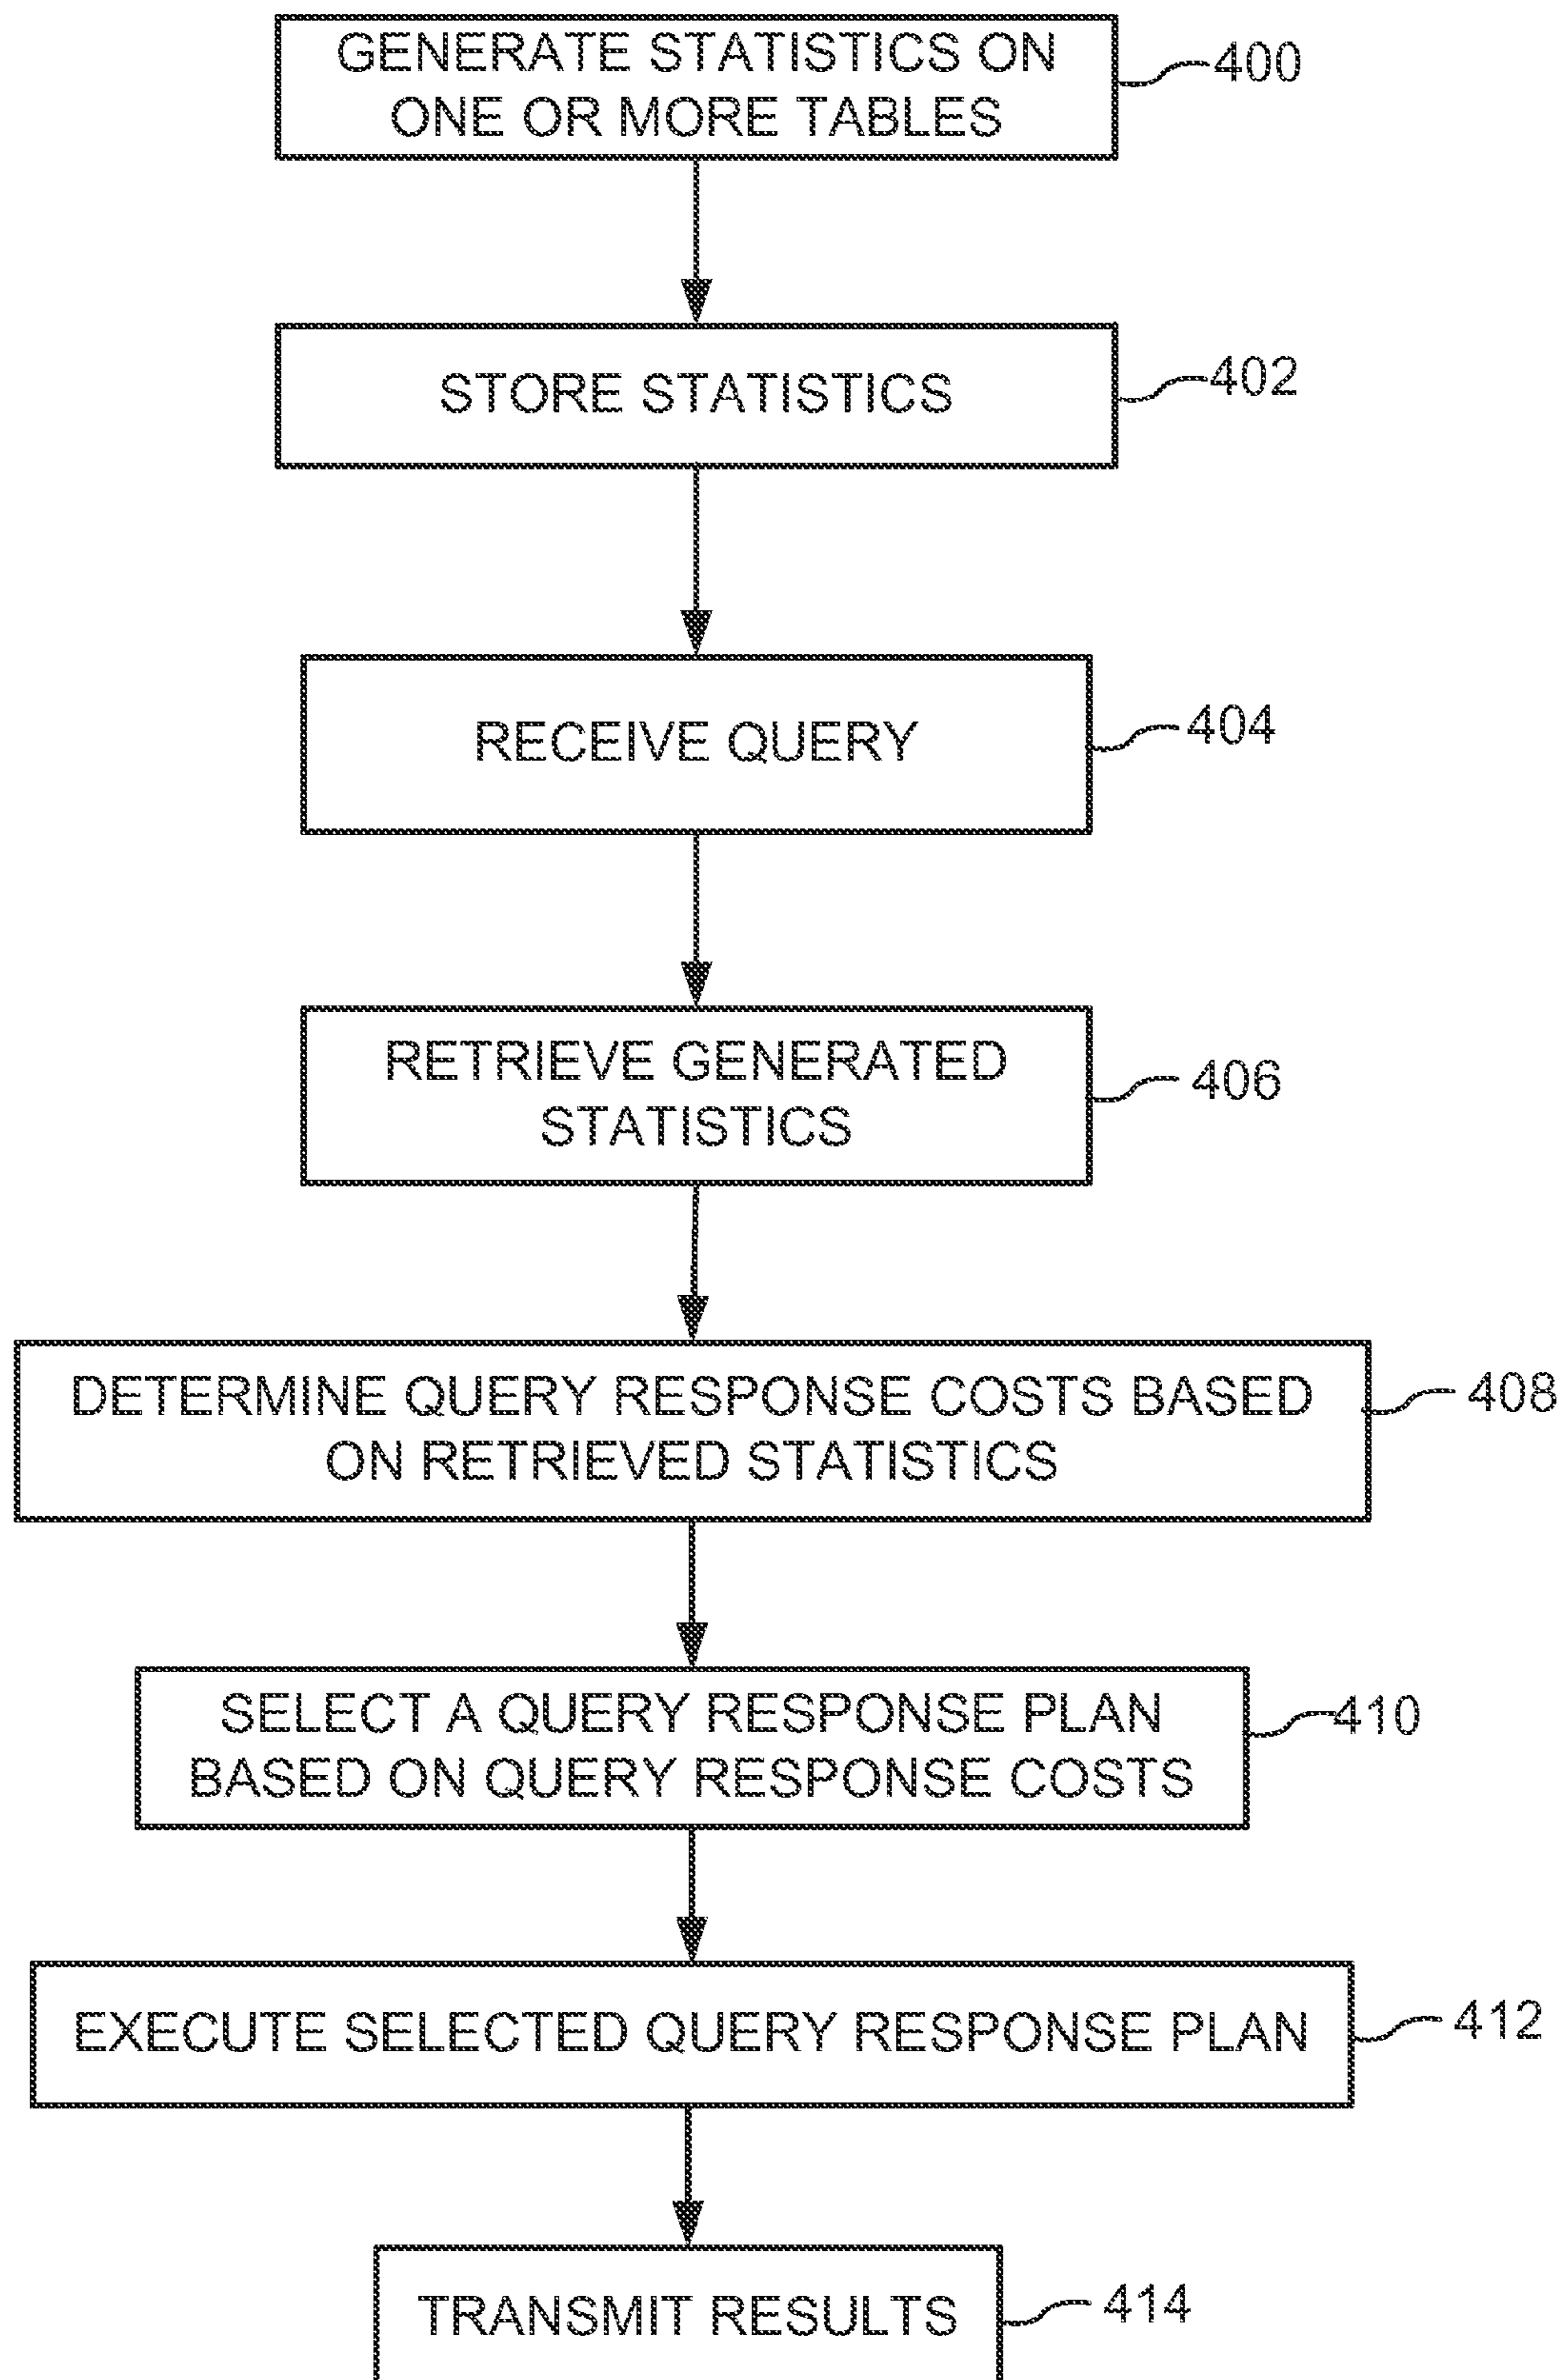 GENERATE STATISTICS ON
ONE OR MORE TABLES
400
STORE STATISTICS
402
RECEIVE QUERY
404
RETRIEVE GENERATED
STATISTICS
406
DETERMINE QUERY RESPONSE COSTS BASED
ON RETRIEVED STATISTICS
408
SELECT A QUERY RESPONSE PLAN
BASED ON QUERY RESPONSE COSTS
410
EXECUTE SELECTED QUERY RESPONSE PLAN
412
TRANSMIT RESULTS
414